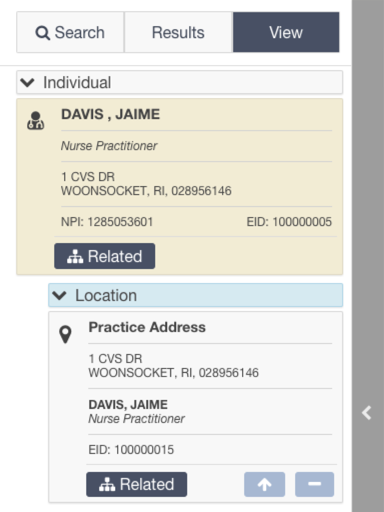 Search
Results
View
Individual
DAVIS , JAIME
Nurse Practitioner
1 CVS DR
WOONSOCKET, RI, 028956146
NPI: 1285053601 EID: 100000005
Related
Location
Practice Address
1 CVS DR
WOONSOCKET, RI, 028956146
DAVIS, JAIME
Nurse Practitioner
EID: 100000015
Related